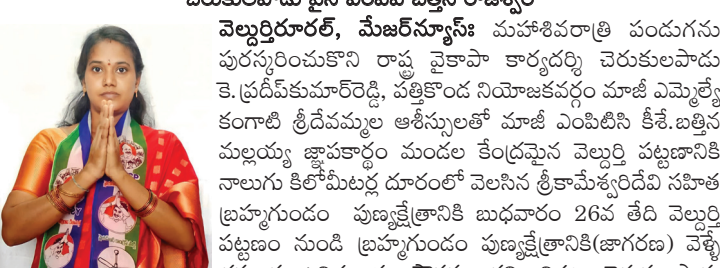 వెల్దుర్తిరూరల్, మేజర్‌న్యూస్: మహాశివరాత్రి పండుగను
పురస్కరించుకొని రాష్ట్ర వైకాపా కార్యదర్శి చెరుకులపాడు
కె.ప్రదీప్‌కుమార్‌రెడ్డి, పత్తికొండ నియోజకవర్గం మాజీ ఎమ్మెల్యే
కంగాటి శ్రీదేవమ్మల ఆశీస్సులతో మాజీ ఎంపిటిసి కీశే.బత్తిన
మల్లయ్య జ్ఞాపకార్థం మండల కేంద్రమైన వెల్దుర్తి పట్టణానికి
నాలుగు కిలోమీటర్ల దూరంలో వెలసిన శ్రీకామేశ్వరిదేవి సహిత
బ్రహ్మగుండం పుణ్యక్షేత్రానికి బుధవారం 26వ తేది వెల్దుర్తి
పట్టణం నుండి బ్రహ్మగుండం పుణ్యక్షేత్రానికి(జాగరణ) వెళ్ళే